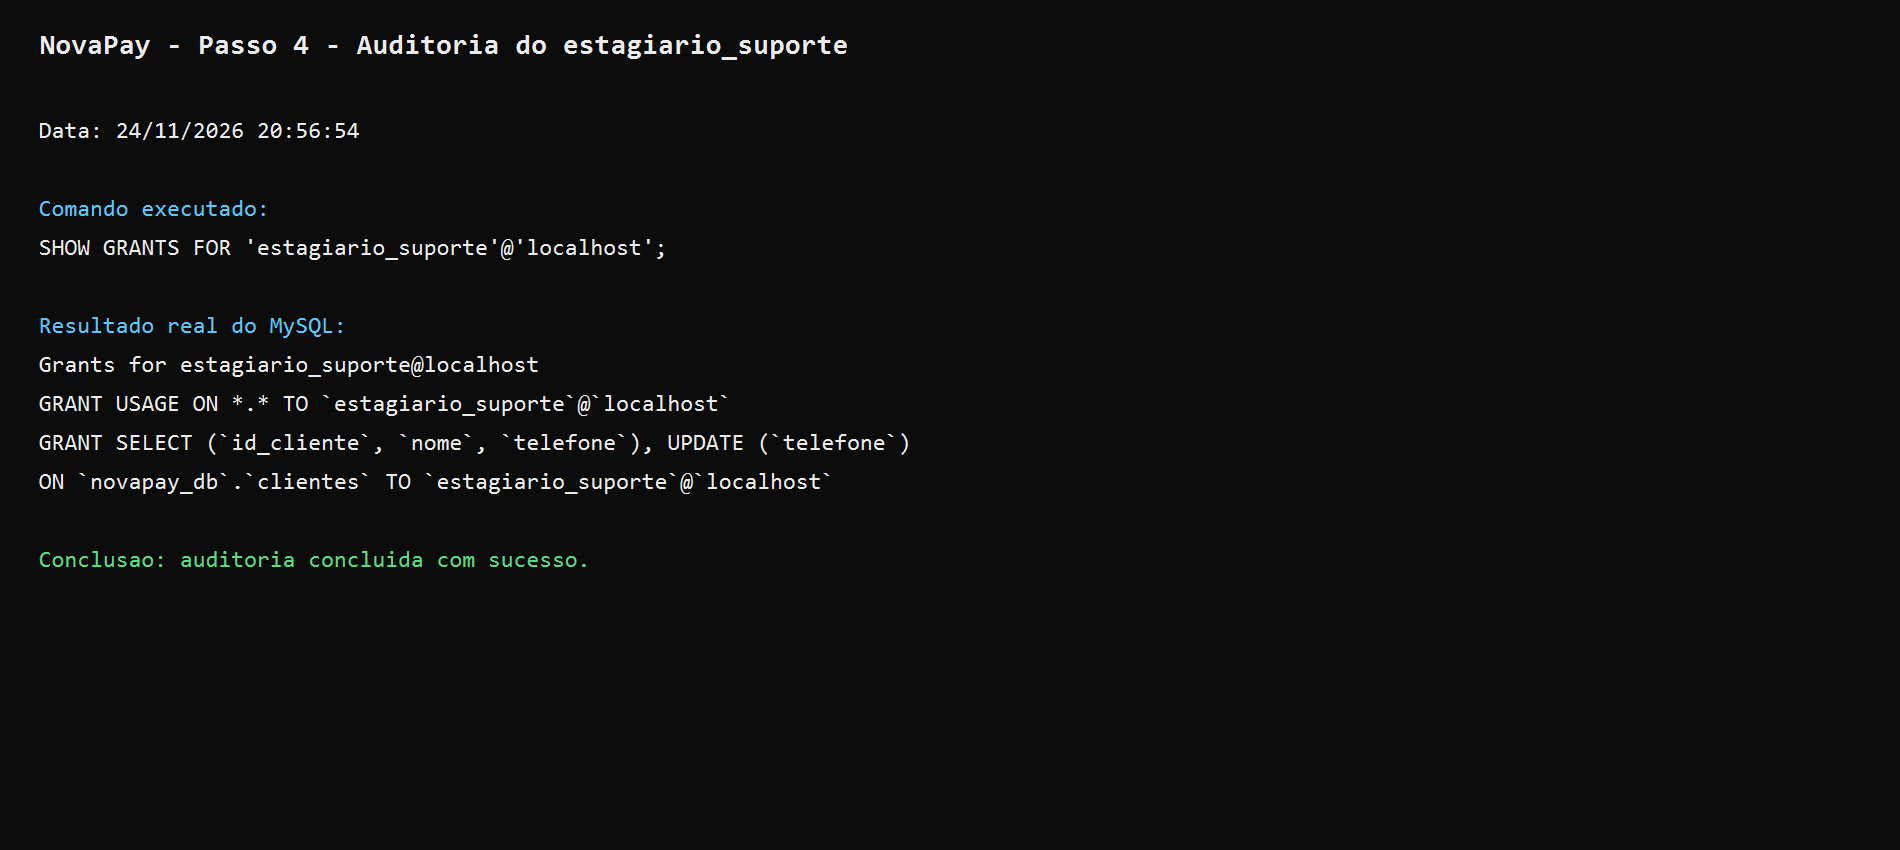 NovaPay - Passo 4 - Auditoria do estagiario_suporte
Data: 24/11/2026 20:56:54
Comando executado:
SHOW GRANTS FOR 'estagiario_suporte'@'localhost';
Resultado real do MySQL:
Grants for estagiario_suporte@localhost
GRANT USAGE ON *.* TO `estagiario_suporte`@`localhost`
GRANT SELECT (`id_cliente`, `nome`, `telefone`), UPDATE (`telefone`)
ON `novapay_db`.`clientes` TO `estagiario_suporte`@`localhost`
Conclusao: auditoria concluida com sucesso.